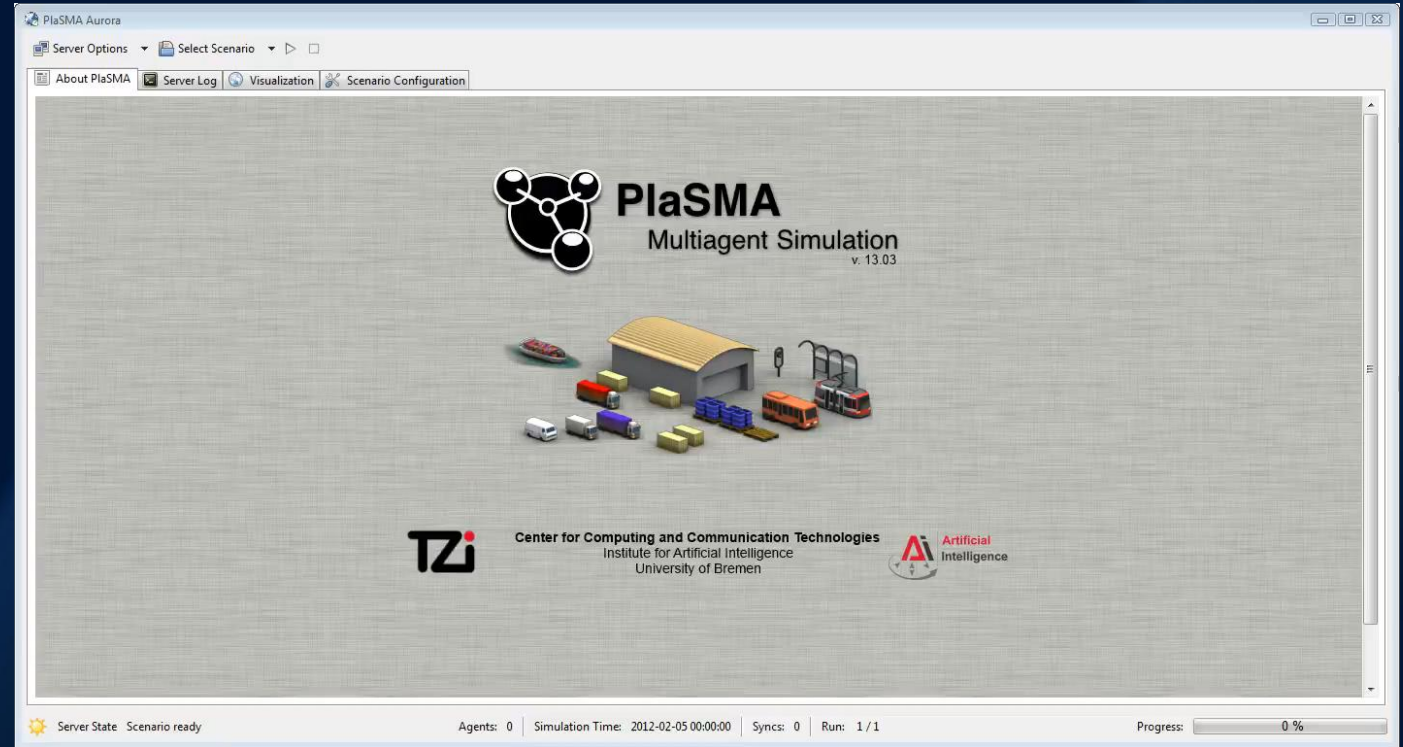 PlaSMA Aurora
Server Options Select Scenario
About PlaSMA Server Log Visualization Scenario Configuration
PlaSMA
Multiagent Simulation
v. 13.03
TZi Center for Computing and Communication Technologies
Institute for Artificial Intelligence
University of Bremen
Ai Artificial
Intelligence
Server State Scenario ready Agents: 0 Simulation Time: 2012-02-05 00:00:00 Syncs: 0 Run: 1 / 1 Progress: 0 %